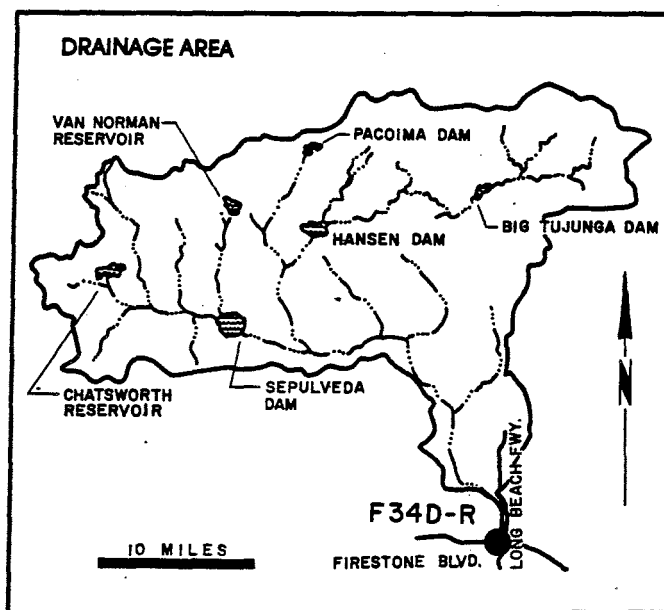 DRAINAGE AREA
VAN NORMAN
RESERVOIR
PACOIMA DAM
HANSEN DAM
BIG TUJUNGA DAM
CHATSWORTH
RESERVOIR
SEPULVEDA
DAM
N
F34D-R
LONG BEACH FWY.
10 MILES
FIRESTONE BLVD.